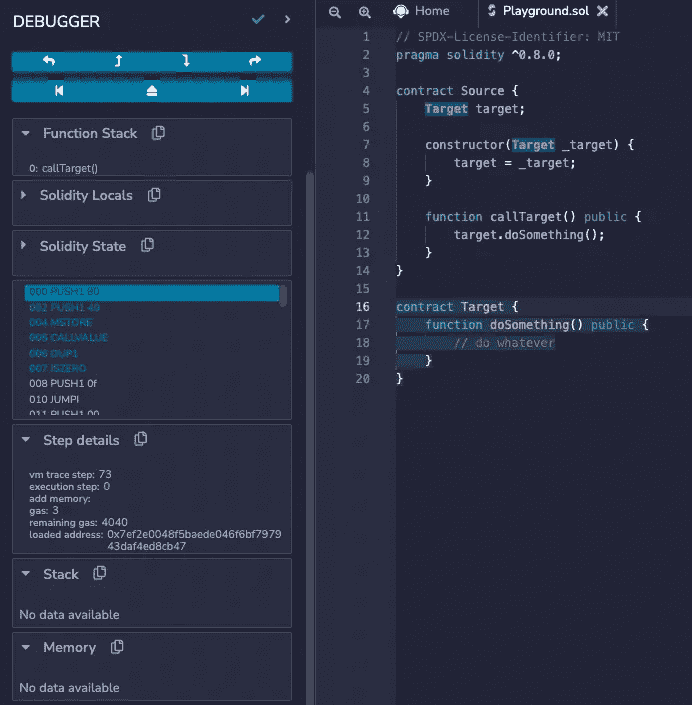 DEBUGGER
Function Stack
0: callTarget()
Solidity Locals
Solidity State
000 PUSH1 80
002 PUSH1 40
004 MSTORE
005 CALLVALUE
006 DUP1
007 ISZERO
008 PUSH1 0f
010 JUMPI
011 PUSH1 00
Step details
vm trace step: 73
execution step: 0
add memory:
gas: 3
remaining gas: 4040
loaded address: 0x7ef2e0048f5baede046f6bf7979
43daf4ed8cb47
Stack
No data available
Memory
No data available
Home
Playground.sol
1 // SPDX-License-Identifier: MIT
2 pragma solidity ^0.8.0;
3
4 contract Source {
5 Target target;
6
7 constructor(Target _target) {
8 target = _target;
9 }
10
11 function callTarget() public {
12 target.doSomething();
13 }
14 }
15
16 contract Target {
17 function doSomething() public {
18 // do whatever
19 }
20 }